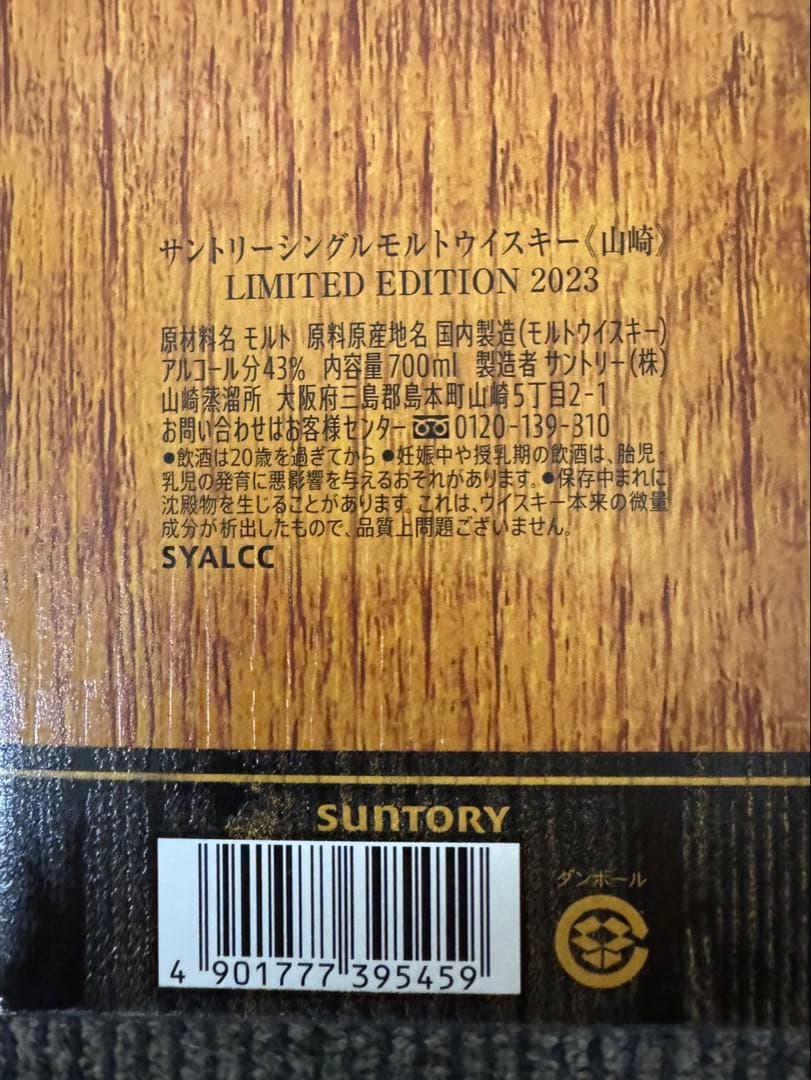 サントリーシングルモルトウイスキー《山崎》
LIMITED EDITION 2023
原材料名 モルト 原料原産地名 国内製造(モルトウイスキー)
アルコール分43% 内容量700ml 製造者 サントリー(株)
山崎蒸溜所 大阪府三島郡島本町山崎5丁目2-1
お問い合わせはお客様センター 0120-139-310
●飲酒は20歳を過ぎてから ●妊娠中や授乳期の飲酒は、胎児・
乳児の発育に悪影響を与えるおそれがあります。●保存中まれに
沈殿物を生じることがあります。これは、ウイスキー本来の微量
成分が析出したもので、品質上問題ございません。
SYALCC
SUNTORY
ダンボール
4 901777 395459